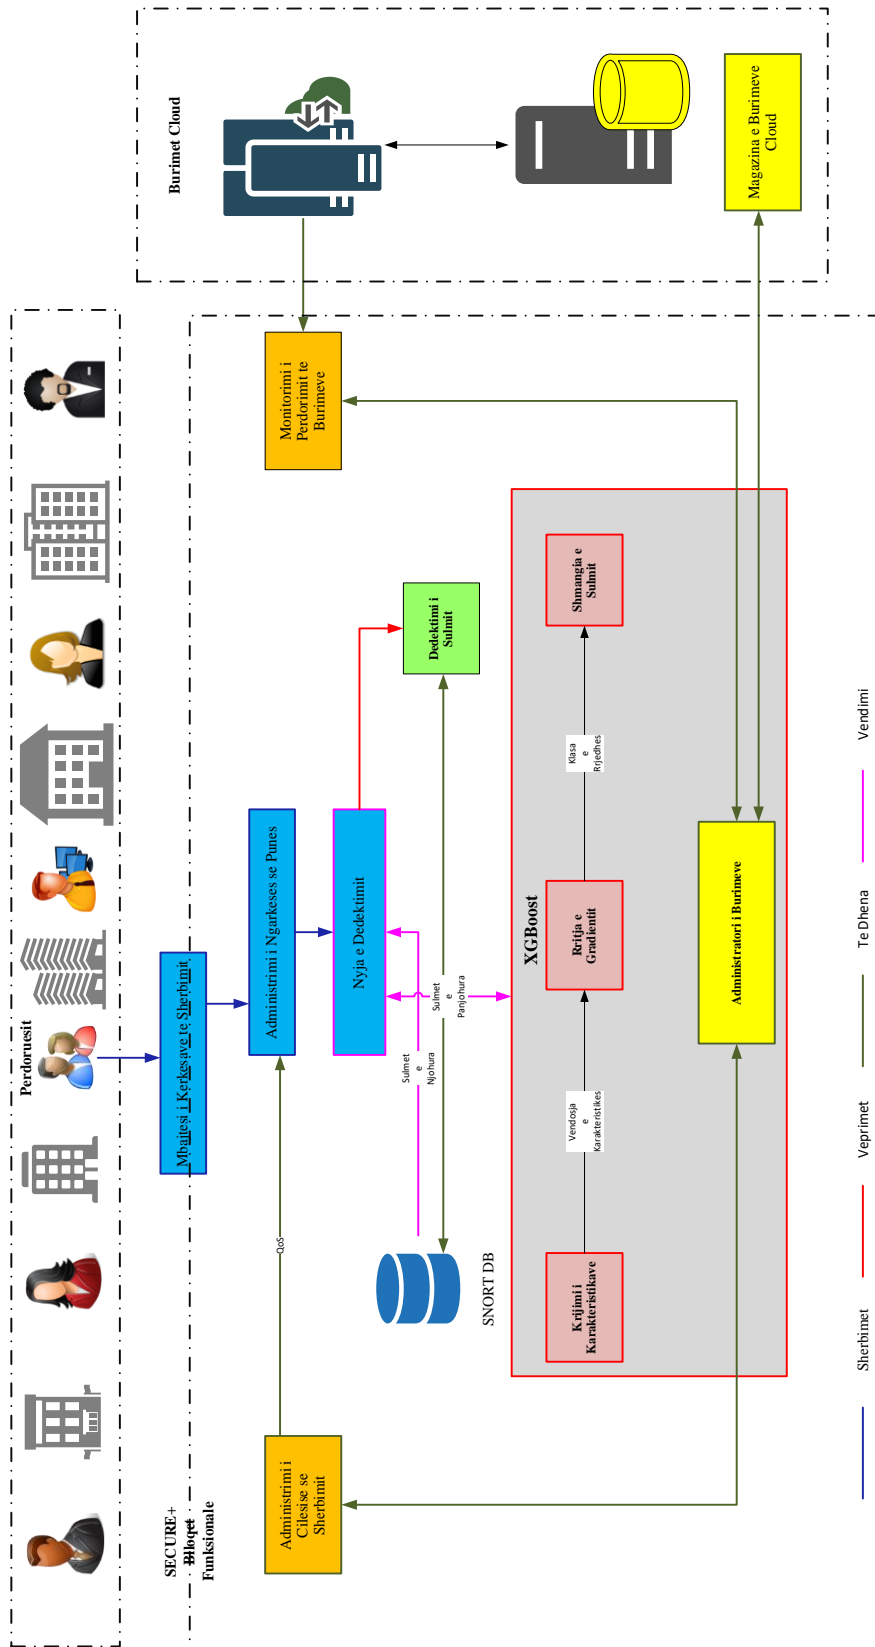 Perdoruesit
Burimet Cloud
Magazina e Burimeve
Cloud
SECURE+
Bloqet
Funksionale
Mbajtesi i Kerkesave te Sherbimit
Administrimi i Ngarkeses se Punes
Nyja e Dedektimit
Monitorimi i
Perdorimit te
Burimeve
Administrimi i
Cilesise se
Sherbimit
QoS
Dedektimi i
Sulmit
Sulmet
e
Njohura
Sulmet
e
Panjohura
SNORT DB
XGBoost
Krijimi i
Karakteristikave
Vendosja
e
Karakteristikes
Rritja e
Gradientit
Klasa
e
Rrjedhes
Shmangia e
Sulmit
Administratori i Burimeve
Sherbimet
Veprimet
Te Dhena
Vendimi